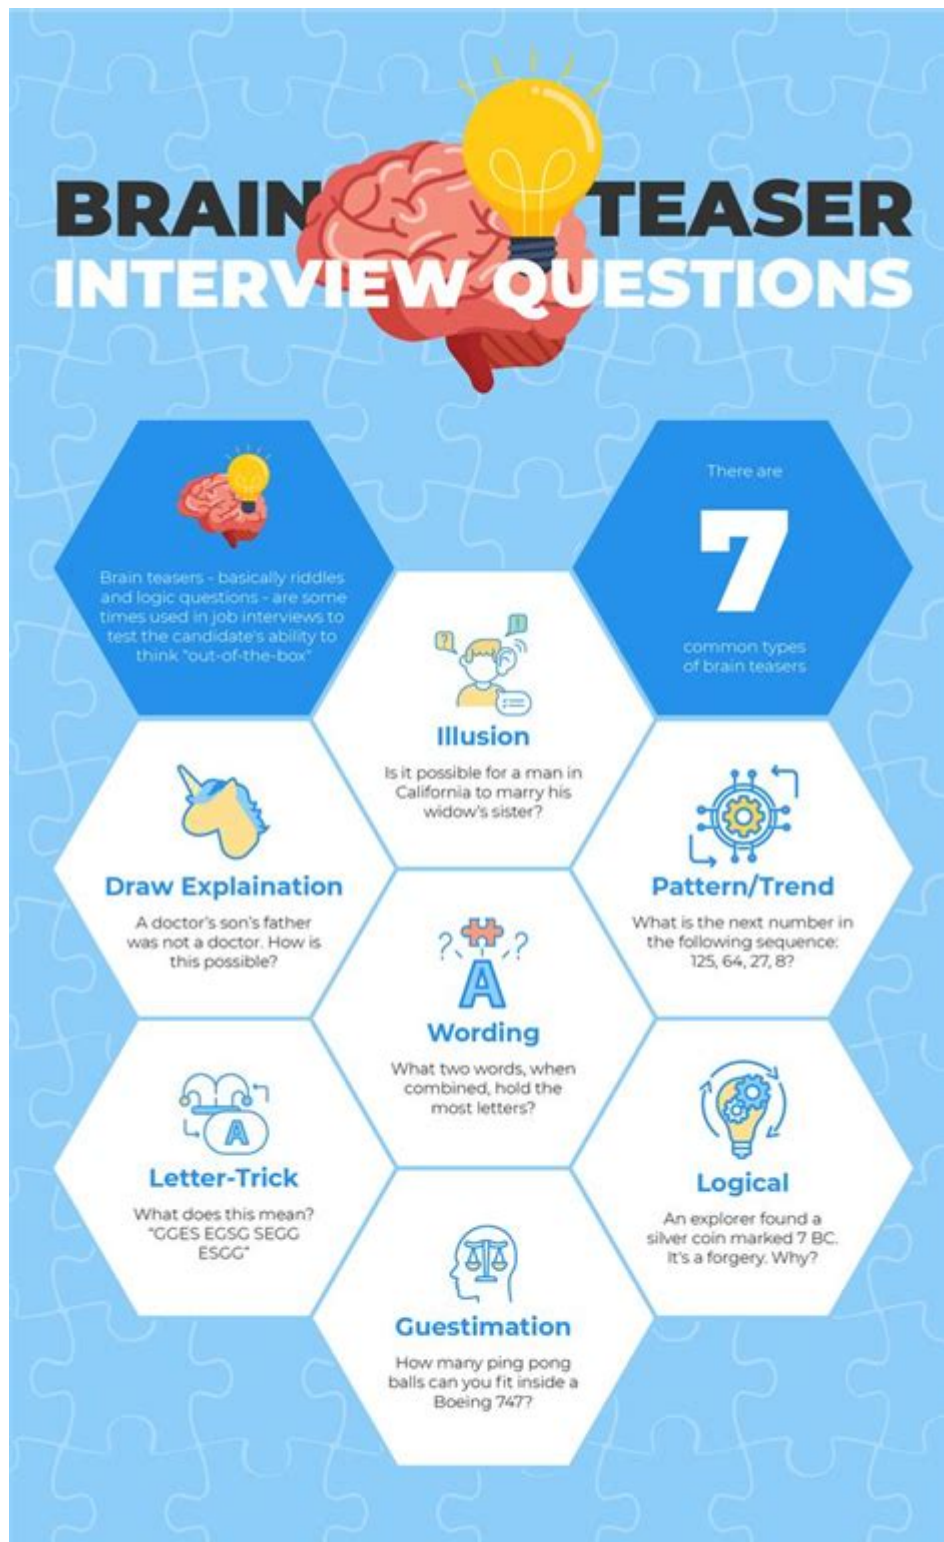 BRAIN TEASER
INTERVIEW QUESTIONS
Brain teasers - basically riddles
and logic questions - are some
times used in job interviews to
test the candidate's ability to
think "out-of-the-box"
There are
7
common types
of brain teasers
Illusion
Is it possible for a man in
California to marry his
widow's sister?
Draw Explaination
A doctor's son's father
was not a doctor. How is
this possible?
Pattern/Trend
What is the next number in
the following sequence:
125, 64, 27, 8?
Wording
What two words, when
combined, hold the
most letters?
Letter-Trick
What does this mean?
"GGES EGSG SEGG
ESGG"
Logical
An explorer found a
silver coin marked 7 BC.
It's a forgery. Why?
Guestimation
How many ping pong
balls can you fit inside a
Boeing 747?